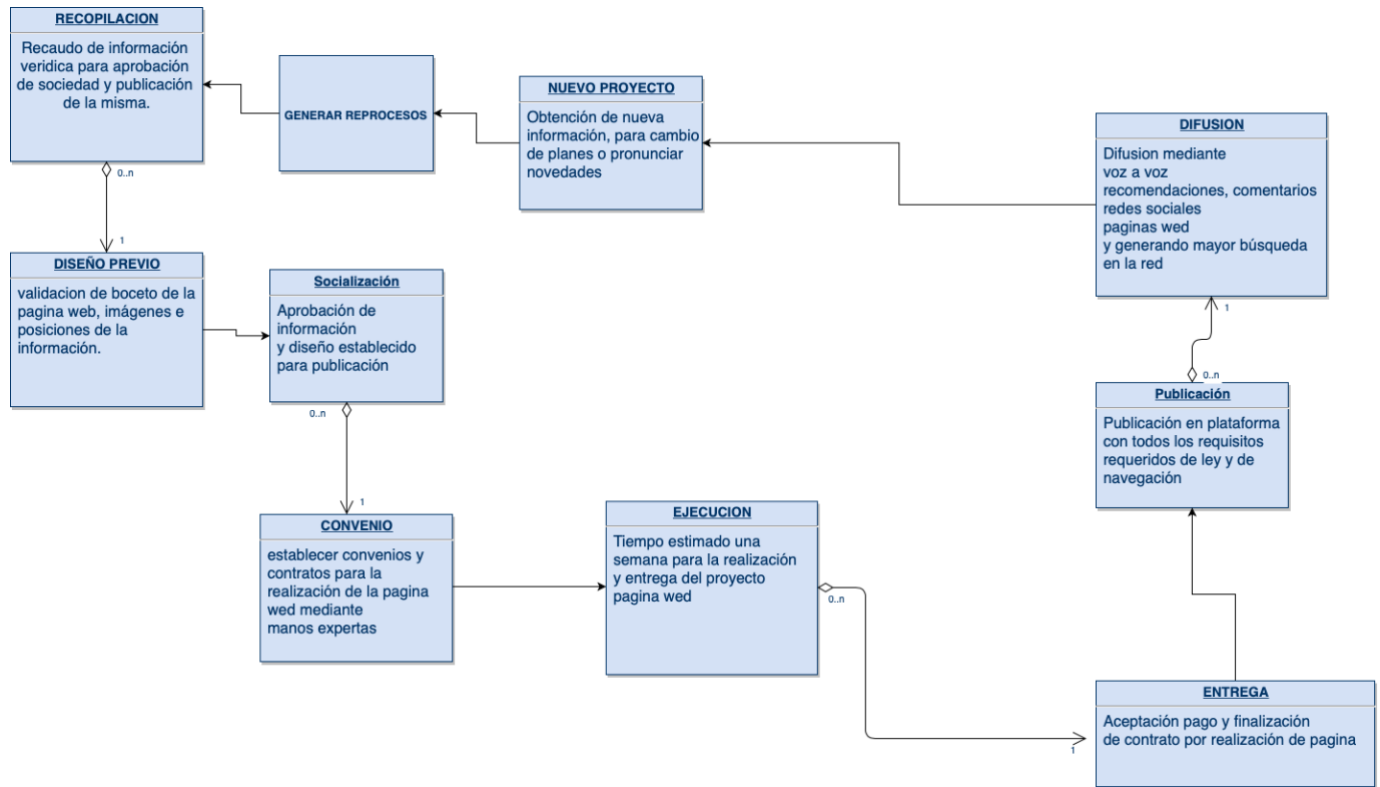 RECOPILACION
Recaudo de información
veridica para aprobación
de sociedad y publicación
de la misma.
GENERAR REPROCESOS
NUEVO PROYECTO
Obtención de nueva
información, para cambio
de planes o pronunciar
novedades
DIFUSION
Difusion mediante
voz a voz
recomendaciones, comentarios
redes sociales
paginas wed
y generando mayor búsqueda
en la red
0..n
1
DISEÑO PREVIO
validacion de boceto de la
pagina web, imágenes e
posiciones de la
información.
Socialización
Aprobación de
información
y diseño establecido
para publicación
0..n
1
CONVENIO
establecer convenios y
contratos para la
realización de la pagina
wed mediante
manos expertas
EJECUCION
Tiempo estimado una
semana para la realización
y entrega del proyecto
pagina wed
0..n
1
ENTREGA
Aceptación pago y finalización
de contrato por realización de pagina
Publicación
Publicación en plataforma
con todos los requisitos
requeridos de ley y de
navegación
0..n
1